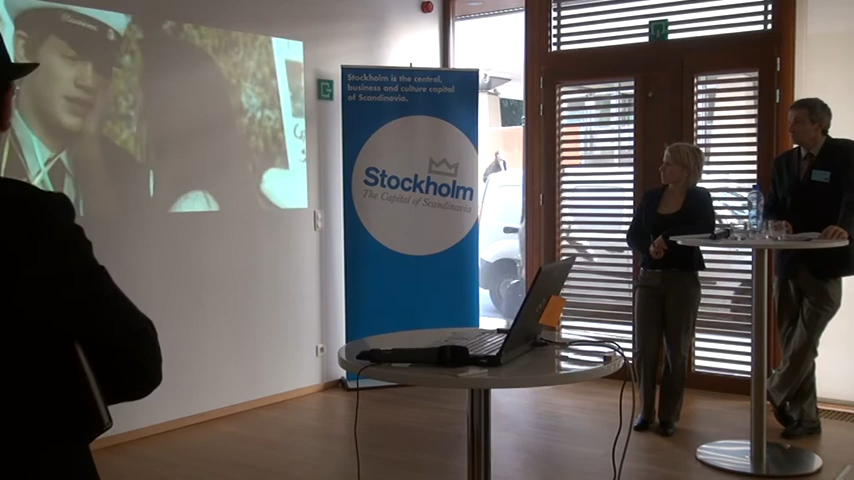 Stockholm is the central,
business and culture capital
of Scandinavia.
Stockholm
The Capital of Scandinavia